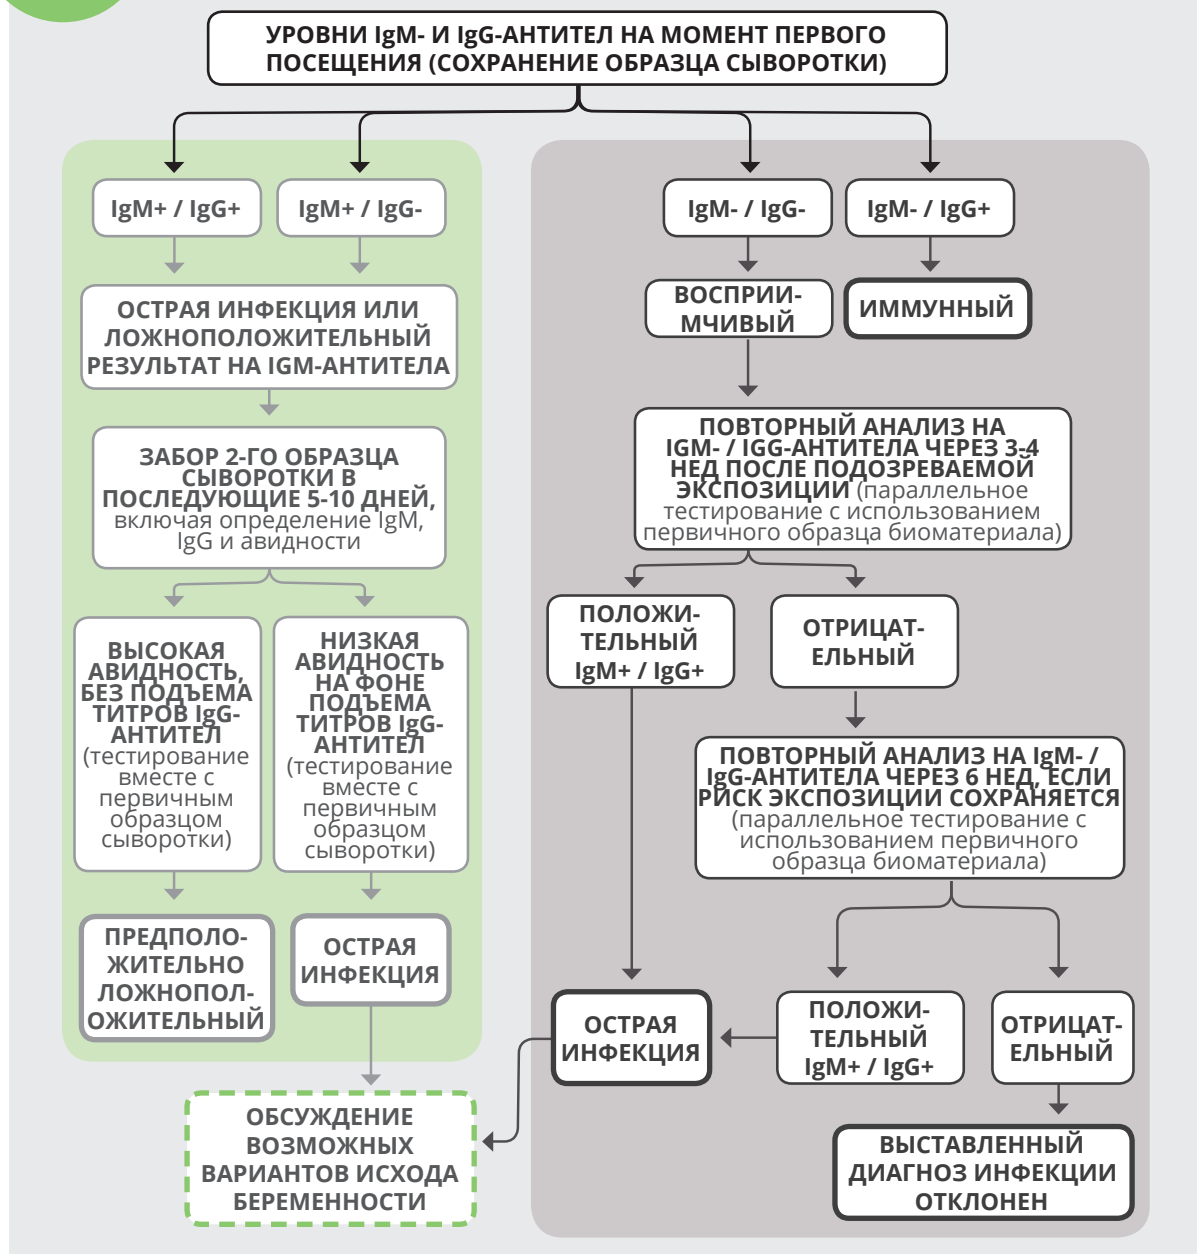 УРОВНИ IgM- И IgG-АНТИТЕЛ НА МОМЕНТ ПЕРВОГО
ПОСЕЩЕНИЯ (СОХРАНЕНИЕ ОБРАЗЦА СЫВОРОТКИ)
IgM+ / IgG+
IgM+ / IgG-
IgM- / IgG-
IgM- / IgG+
ОСТРАЯ ИНФЕКЦИЯ ИЛИ
ЛОЖНОПОЛОЖИТЕЛЬНЫЙ
РЕЗУЛЬТАТ НА IGM-АНТИТЕЛА
ВОСПРИИ-
МЧИВЫЙ
ИММУННЫЙ
ЗАБОР 2-ГО ОБРАЗЦА
СЫВОРОТКИ В
ПОСЛЕДУЮЩИЕ 5-10 ДНЕЙ,
включая определение IgM,
IgG и авидности
ПОВТОРНЫЙ АНАЛИЗ НА
IGM- / IGG-АНТИТЕЛА ЧЕРЕЗ 3-4
НЕД ПОСЛЕ ПОДОЗРЕВАЕМОЙ
ЭКСПОЗИЦИИ (параллельное
тестирование с использованием
первичного образца биоматериала)
ВЫСОКАЯ
АВИДНОСТЬ,
БЕЗ ПОДЪЕМА
ТИТРОВ IgG-
АНТИТЕЛ
(тестирование
вместе с
первичным
образцом
сыворотки)
НИЗКАЯ
АВИДНОСТЬ
НА ФОНЕ
ПОДЪЕМА
ТИТРОВ IgG-
АНТИТЕЛ
(тестирование
вместе с
первичным
образцом
сыворотки)
ПОЛОЖИ-
ТЕЛЬНЫЙ
IgM+ / IgG+
ОТРИЦАТ-
ЕЛЬНЫЙ
ПОВТОРНЫЙ АНАЛИЗ НА IgM- /
IgG-АНТИТЕЛА ЧЕРЕЗ 6 НЕД, ЕСЛИ
РИСК ЭКСПОЗИЦИИ СОХРАНЯЕТСЯ
(параллельное тестирование с
использованием первичного
образца биоматериала)
ПРЕДПОЛО-
ЖИТЕЛЬНО
ЛОЖНОПОЛ-
ОЖИТЕЛЬНЫЙ
ОСТРАЯ
ИНФЕКЦИЯ
ОСТРАЯ
ИНФЕКЦИЯ
ПОЛОЖИ-
ТЕЛЬНЫЙ
IgM+ / IgG+
ОТРИЦАТ-
ЕЛЬНЫЙ
ОБСУЖДЕНИЕ
ВОЗМОЖНЫХ
ВАРИАНТОВ ИСХОДА
БЕРЕМЕННОСТИ
ВЫСТАВЛЕННЫЙ
ДИАГНОЗ ИНФЕКЦИИ
ОТКЛОНЕН